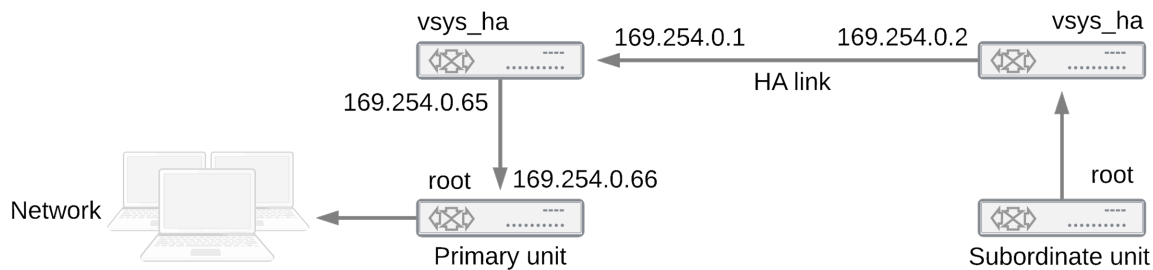 vsys_ha
vsys_ha
169.254.0.1
169.254.0.2
HA link
169.254.0.65
root
169.254.0.66
root
Network
Primary unit
Subordinate unit